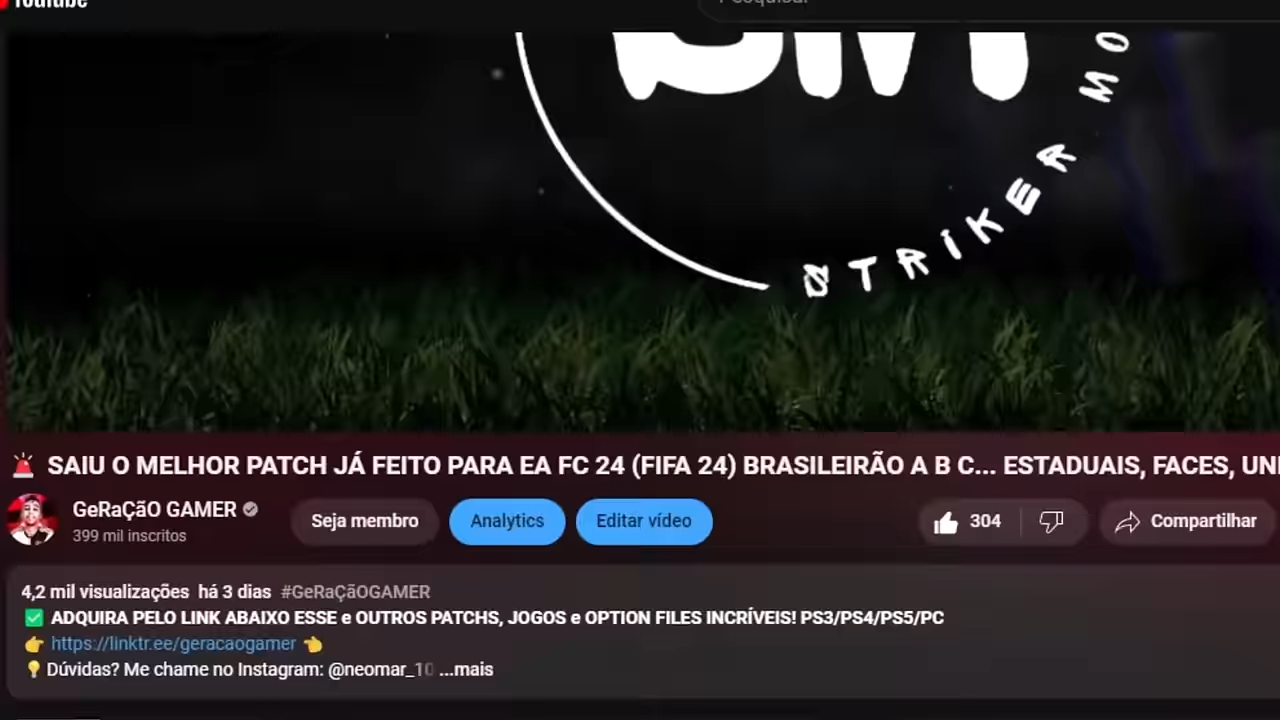 STRIKER MO
🚨 SAIU O MELHOR PATCH JÁ FEITO PARA EA FC 24 (FIFA 24) BRASILEIRÃO A B C... ESTADUAIS, FACES,
GeRaÇãO GAMER
399 mil inscritos
Seja membro
Analytics
Editar vídeo
304
Compartilhar
4,2 mil visualizações há 3 dias #GeRaÇãOGAMER
✅ ADQUIRA PELO LINK ABAIXO ESSE e OUTROS PATCHS, JOGOS e OPTION FILES INCRÍVEIS! PS3/PS4/PS5/PC
👉 https://linktr.ee/geracaogamer 👈
💡 Dúvidas? Me chame no Instagram: @neomar_10 ...mais